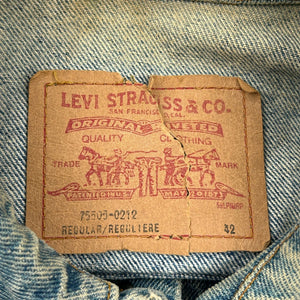 LEVI STRAUSS & CO.
SAN FRANCISCO, CAL.
ORIGINAL RIVETED
QUALITY CLOTHING
TRADE MARK
75505-0212
REGULAR/REGULIERE 42